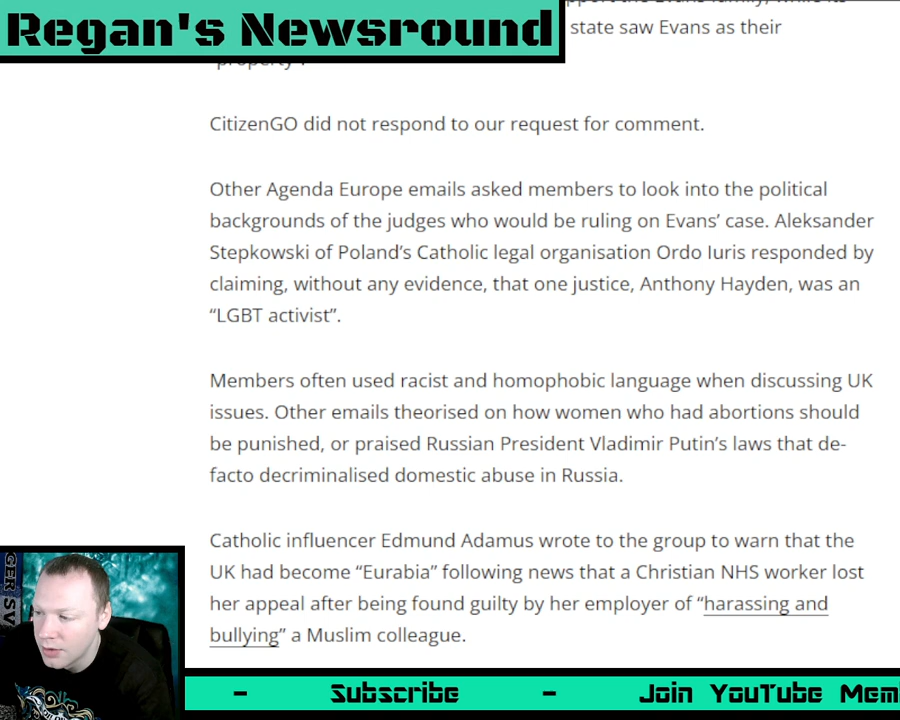 Regan's Newsround
state saw Evans as their
CitizenGO did not respond to our request for comment.
Other Agenda Europe emails asked members to look into the political
backgrounds of the judges who would be ruling on Evans’ case. Aleksander
Stepkowski of Poland’s Catholic legal organisation Ordo Iuris responded by
claiming, without any evidence, that one justice, Anthony Hayden, was an
“LGBT activist”.
Members often used racist and homophobic language when discussing UK
issues. Other emails theorised on how women who had abortions should
be punished, or praised Russian President Vladimir Putin’s laws that de-
facto decriminalised domestic abuse in Russia.
Catholic influencer Edmund Adamus wrote to the group to warn that the
UK had become “Eurabia” following news that a Christian NHS worker lost
her appeal after being found guilty by her employer of “harassing and
bullying” a Muslim colleague.
- Subscribe - Join YouTube Mem